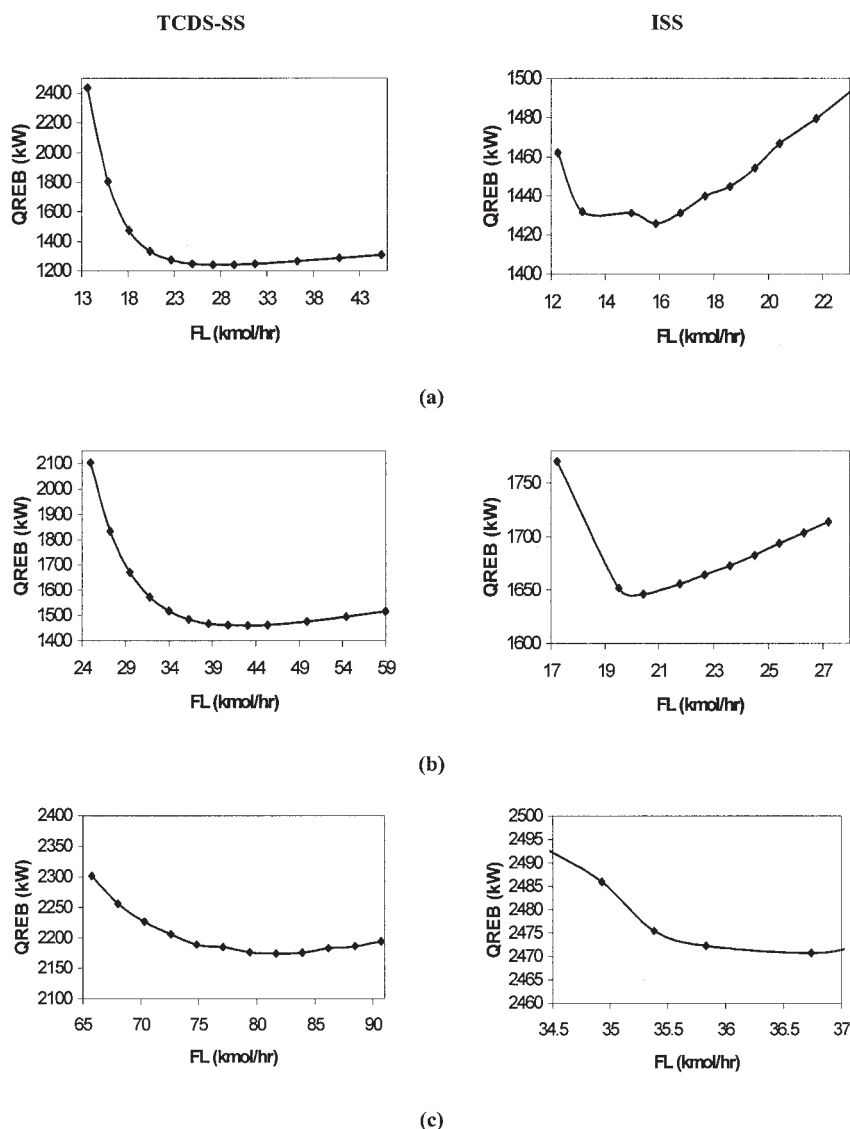 TCDS-SS
ISS
QREB (kW)
2400
2200
2000
1800
1600
1400
1200
13 18 23 28 33 38 43
FL (kmol/hr)
QREB (kW)
1500
1480
1460
1440
1420
1400
12 14 16 18 20 22
FL (kmol/hr)
(a)
QREB (kW)
2100
2000
1900
1800
1700
1600
1500
1400
24 29 34 39 44 49 54 59
FL (kmol/hr)
QREB (kW)
1750
1700
1650
1600
17 19 21 23 25 27
FL (kmol/hr)
(b)
QREB (kW)
2400
2350
2300
2250
2200
2150
2100
65 70 75 80 85 90
FL (kmol/hr)
QREB (kW)
2500
2495
2490
2485
2480
2475
2470
2465
2460
34.5 35 35.5 36 36.5 37
FL (kmol/hr)
(c)